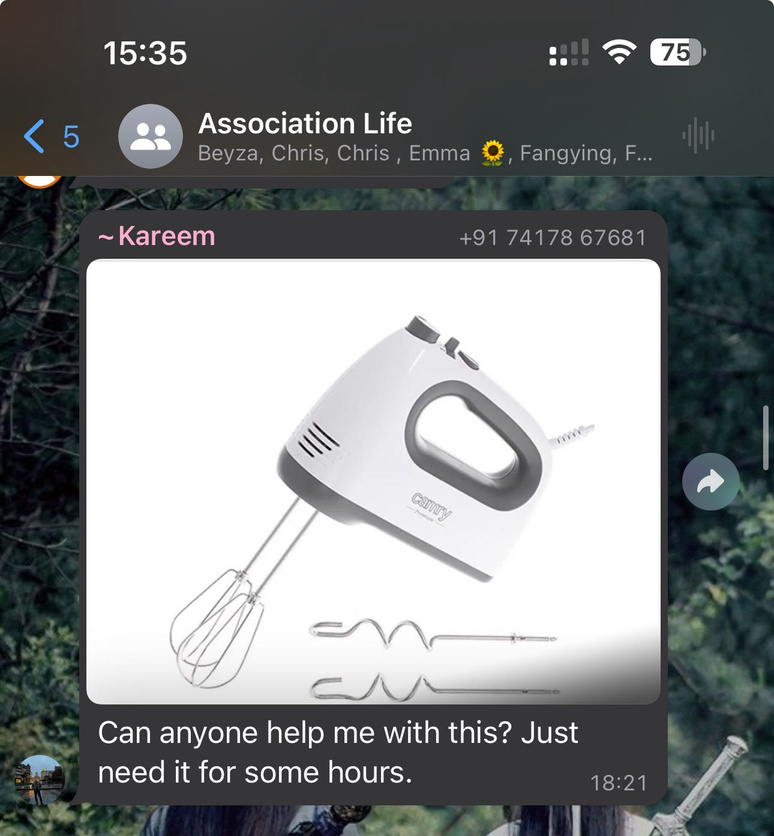 15:35
75
5
Association Life
Beyza, Chris, Chris , Emma 🌻, Fangying, F...
~Kareem
+91 74178 67681
camry
Premium
Can anyone help me with this? Just
need it for some hours.
18:21